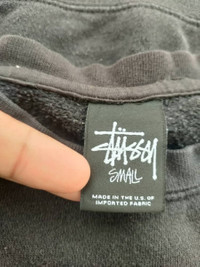 Stüssy
SMALL
MADE IN THE U.S. OF
IMPORTED FABRIC